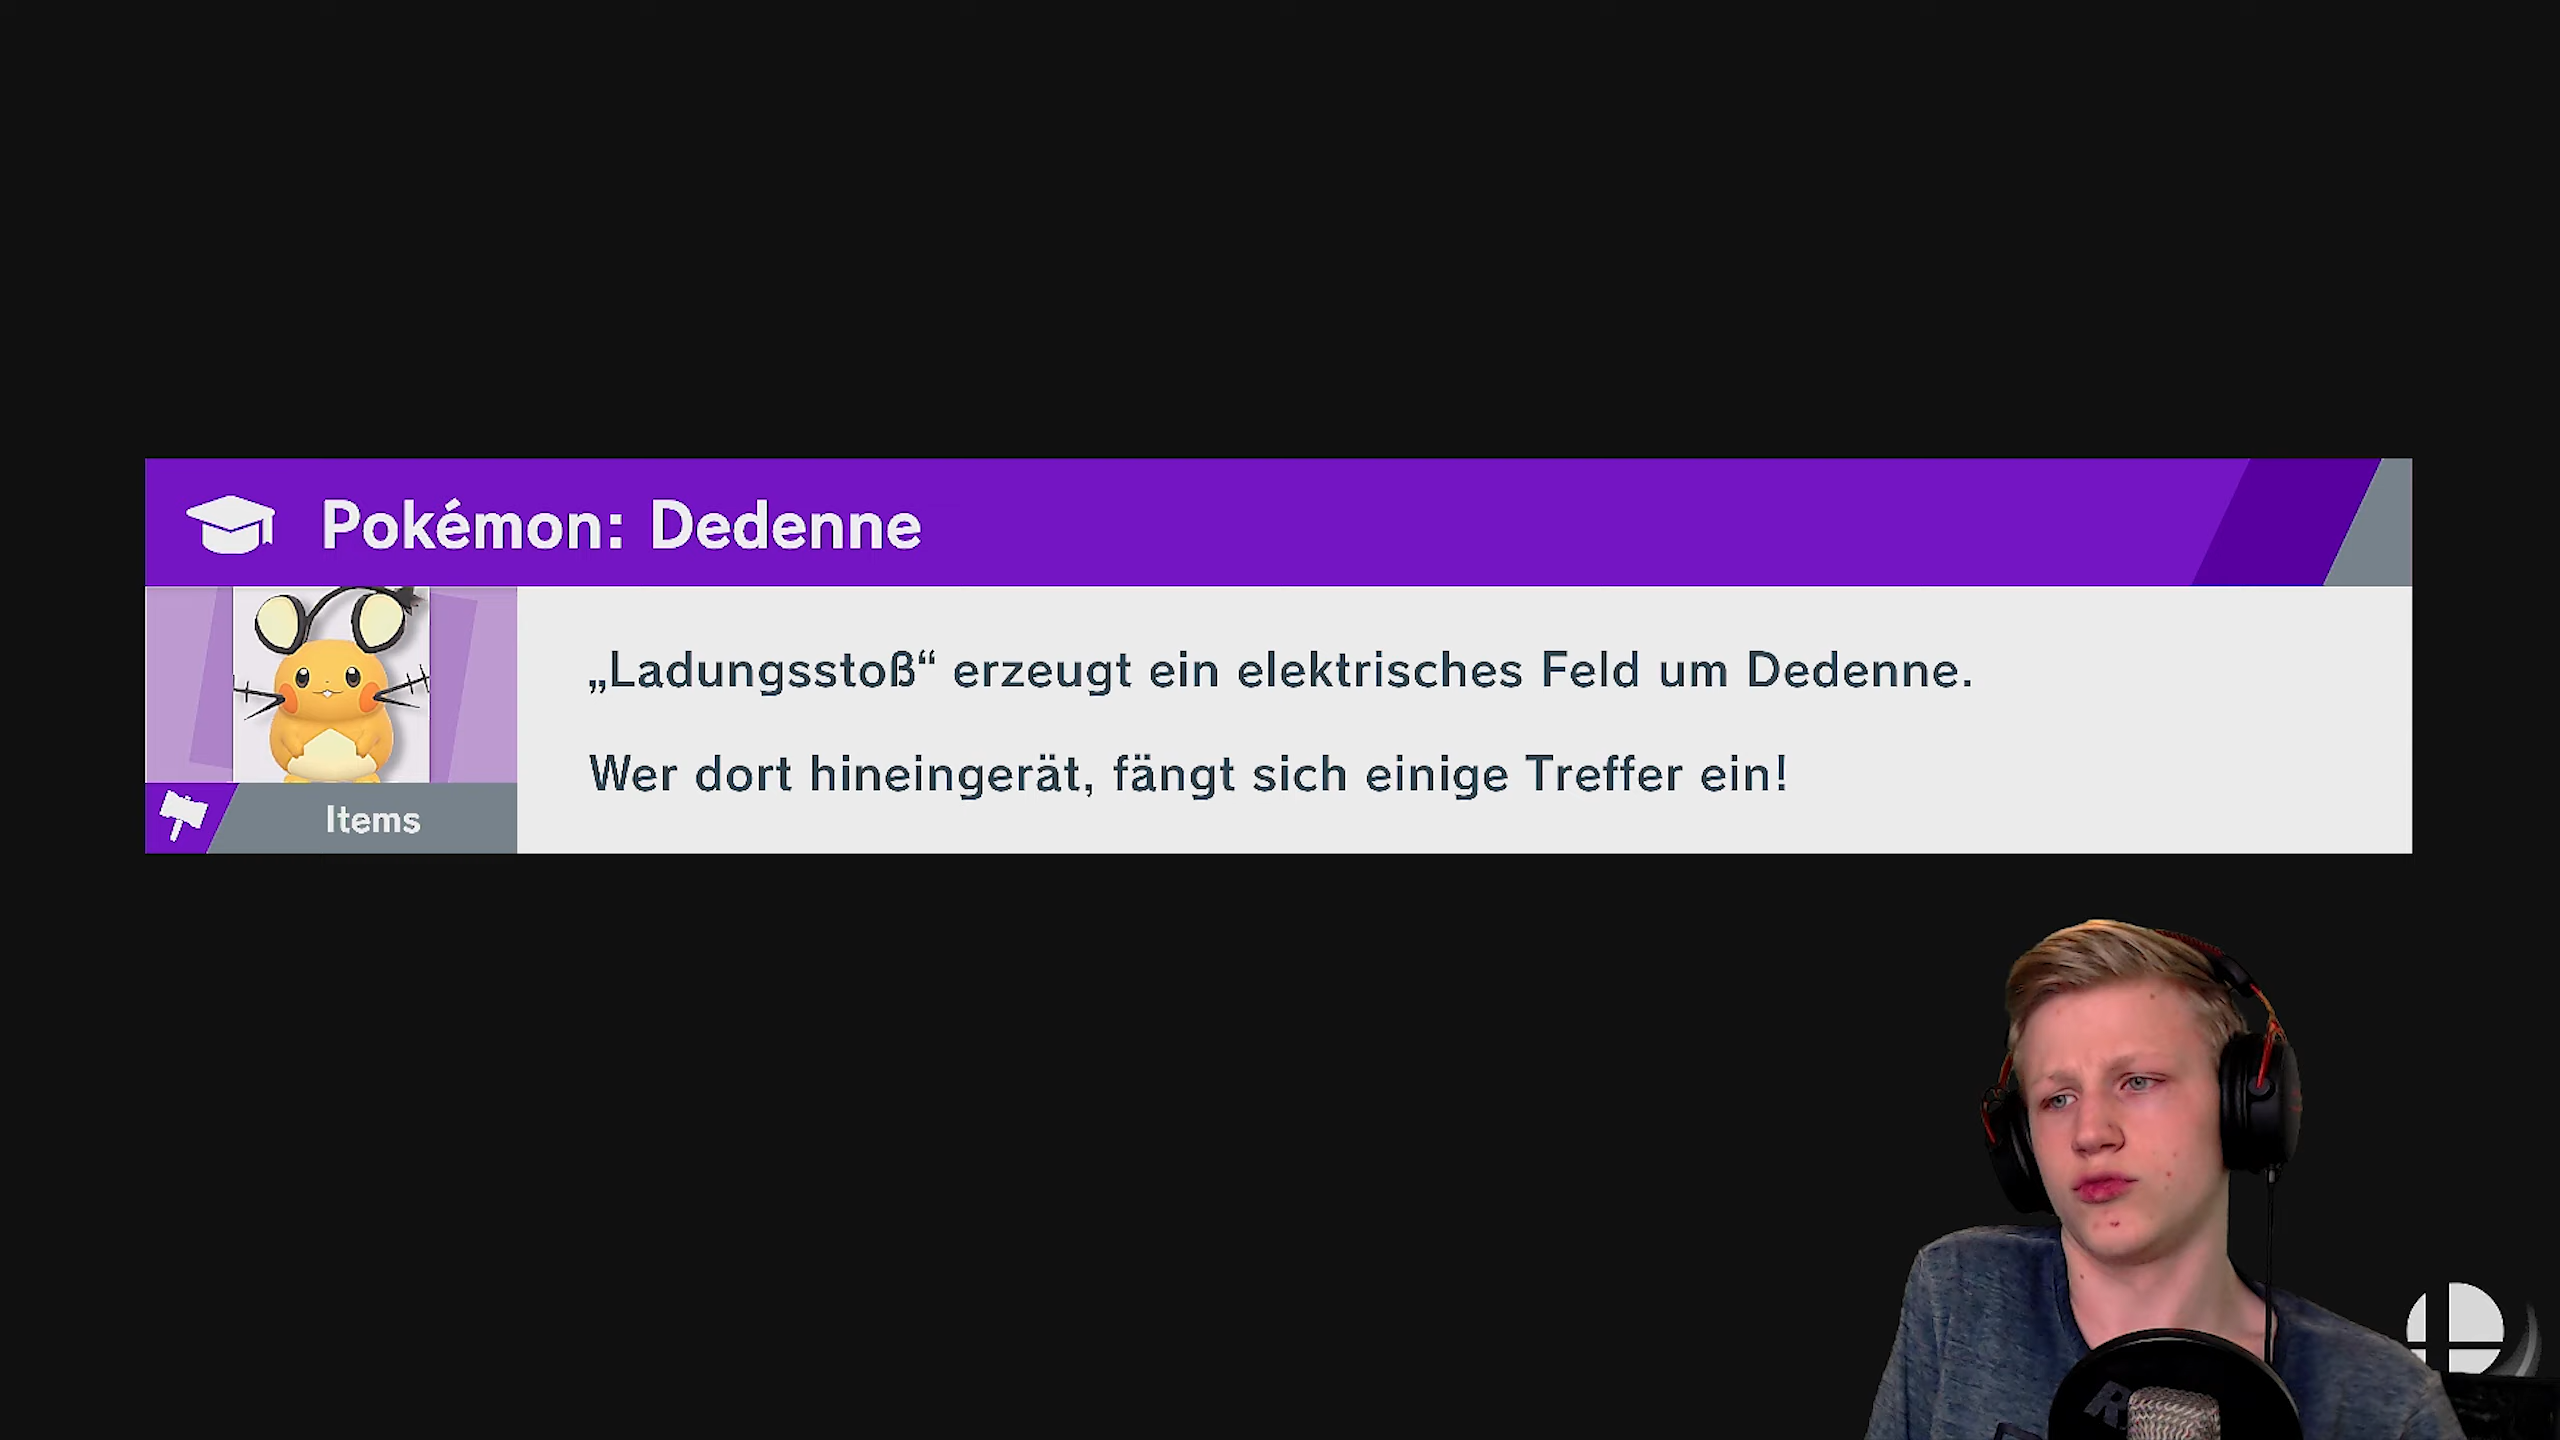 Pokémon: Dedenne
„Ladungsstoß“ erzeugt ein elektrisches Feld um Dedenne.
Wer dort hineingerät, fängt sich einige Treffer ein!
Items